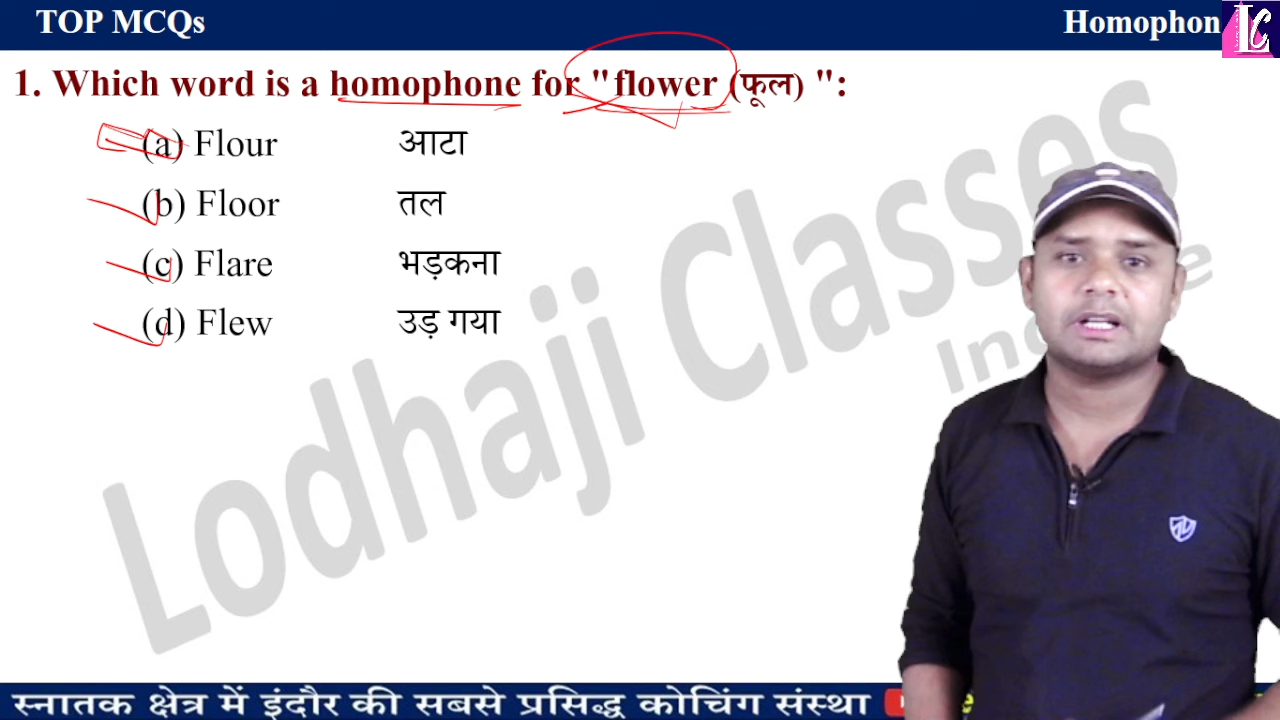 TOP MCQs
Homophon
LC
1. Which word is a homophone for "flower (फूल) ":
(a) Flour आटा
(b) Floor तल
(c) Flare भड़कना
(d) Flew उड़ गया
Lodhaji Classes
स्नातक क्षेत्र में इंदौर की सबसे प्रसिद्ध कोचिंग संस्था